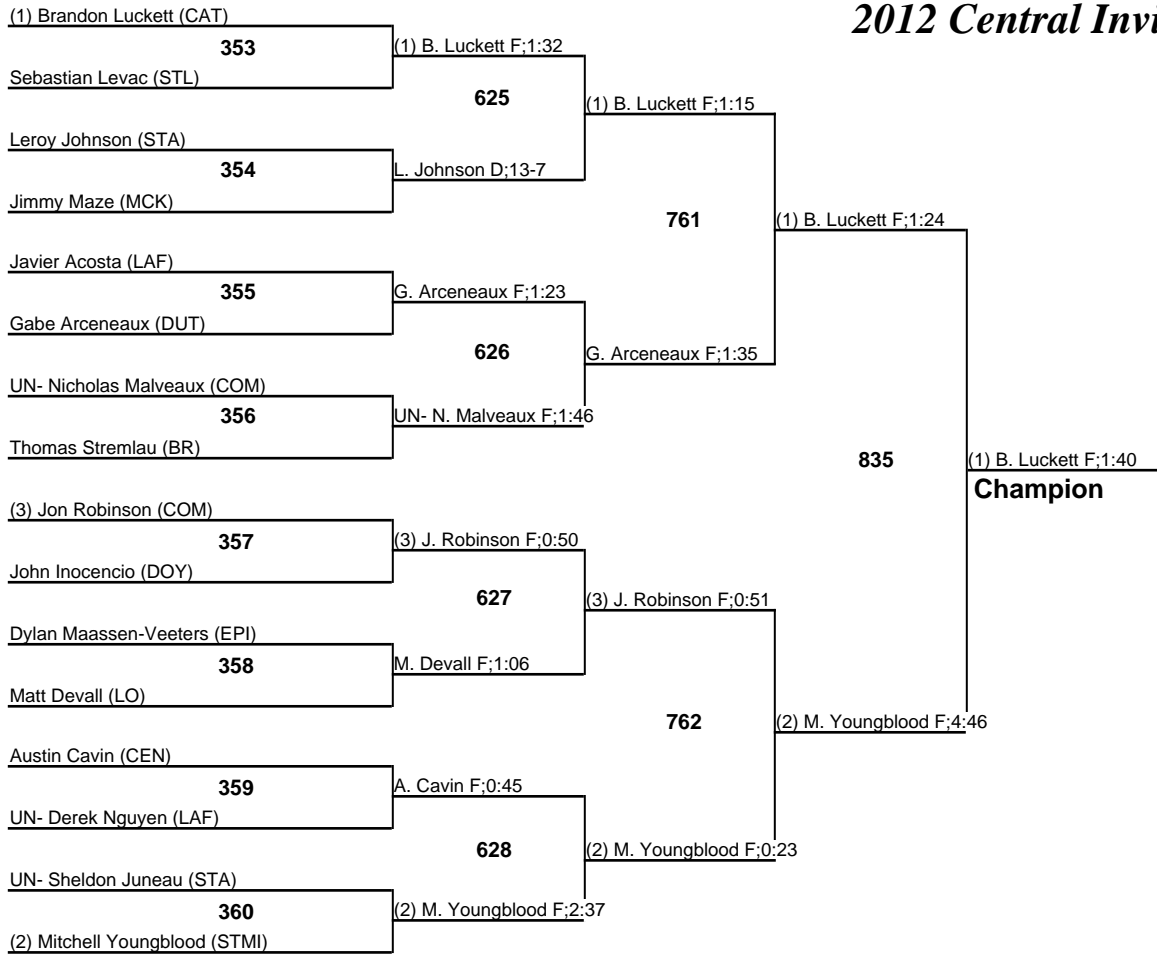 2012 Central Invi
(1) Brandon Luckett (CAT)
353
Sebastian Levac (STL)
Leroy Johnson (STA)
354
Jimmy Maze (MCK)
Javier Acosta (LAF)
355
Gabe Arceneaux (DUT)
UN- Nicholas Malveaux (COM)
356
Thomas Stremlau (BR)
(3) Jon Robinson (COM)
357
John Inocencio (DOY)
Dylan Maassen-Veeters (EPI)
358
Matt Devall (LO)
Austin Cavin (CEN)
359
UN- Derek Nguyen (LAF)
UN- Sheldon Juneau (STA)
360
(2) Mitchell Youngblood (STMI)
(1) B. Luckett F;1:32
625
L. Johnson D;13-7
G. Arceneaux F;1:23
626
UN- N. Malveaux F;1:46
(3) J. Robinson F;0:50
627
M. Devall F;1:06
A. Cavin F;0:45
628
(2) M. Youngblood F;2:37
(1) B. Luckett F;1:15
761
G. Arceneaux F;1:35
(3) J. Robinson F;0:51
762
(2) M. Youngblood F;0:23
(1) B. Luckett F;1:24
835
(2) M. Youngblood F;4:46
(1) B. Luckett F;1:40
Champion